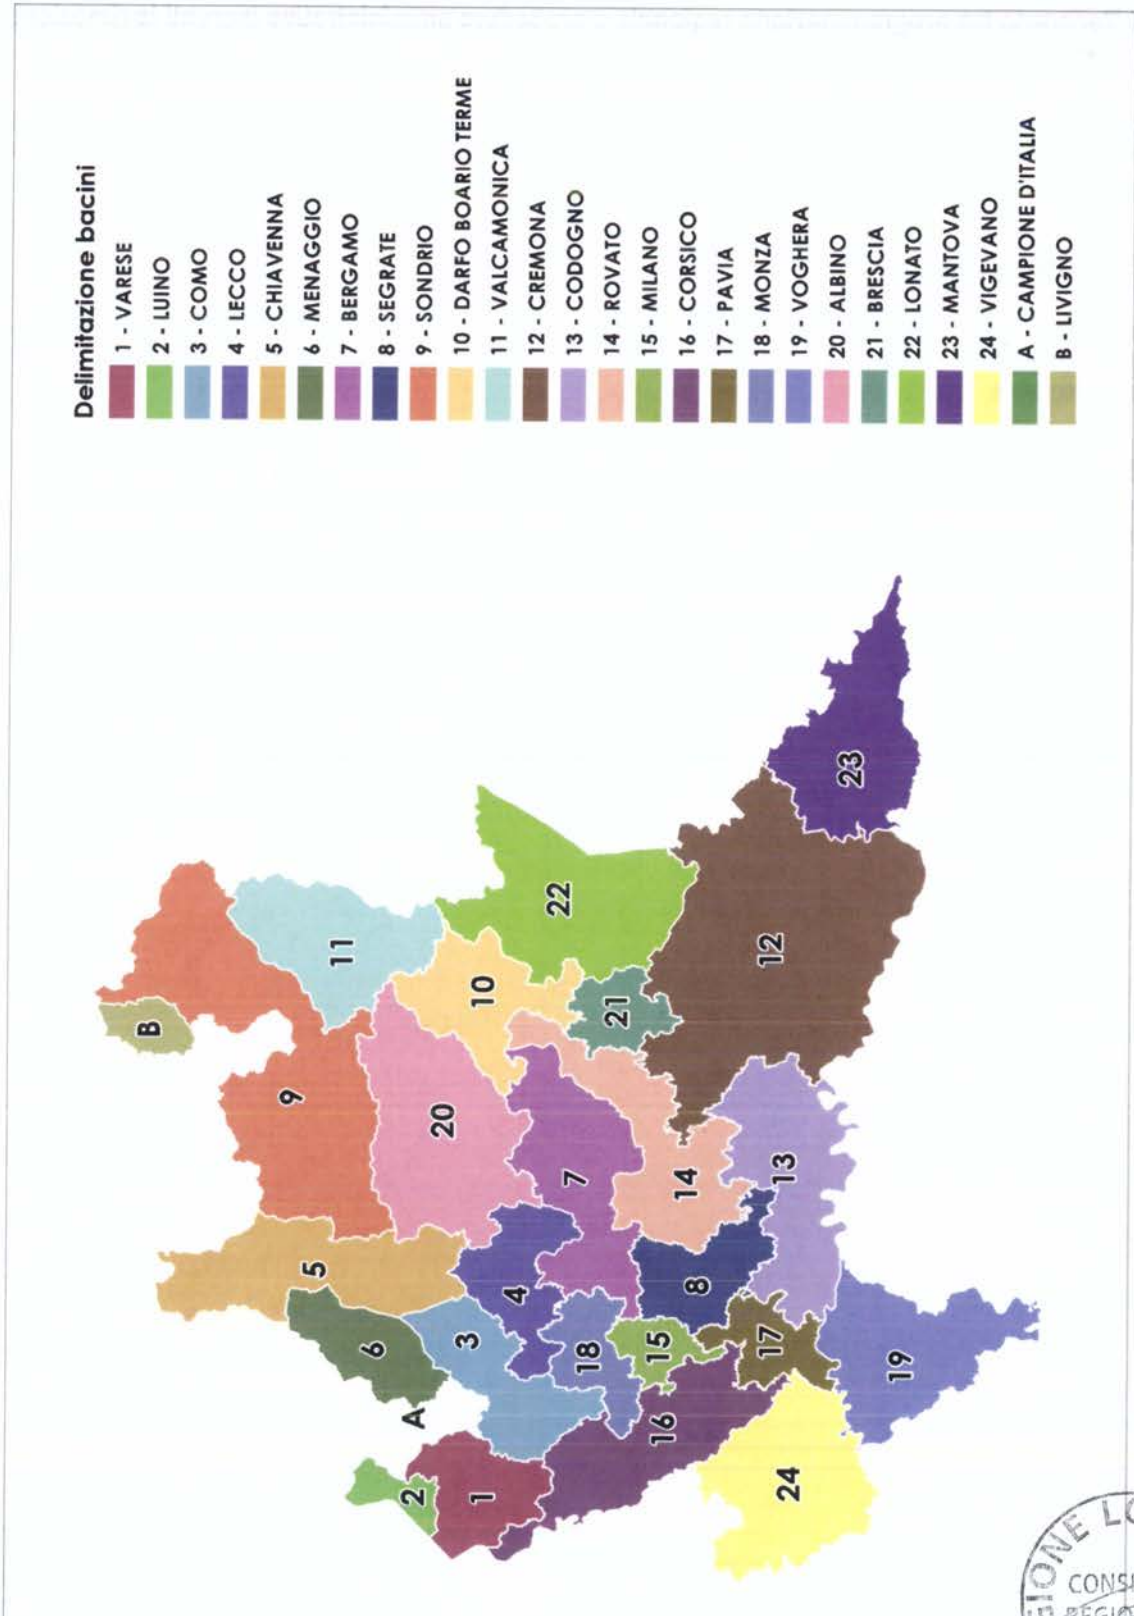 Delimitazione bacini
1 - VARESE
2 - LUINO
3 - COMO
4 - LECCO
5 - CHIAVENNA
6 - MENAGGIO
7 - BERGAMO
8 - SEGRATE
9 - SONDRIO
10 - DARFO BOARIO TERME
11 - VALCAMONICA
12 - CREMONA
13 - CODOGNO
14 - ROVATO
15 - MILANO
16 - CORSICO
17 - PAVIA
18 - MONZA
19 - VOGHERA
20 - ALBINO
21 - BRESCIA
22 - LONATO
23 - MANTOVA
24 - VIGEVANO
A - CAMPIONE D'ITALIA
B - LIVIGNO
B
9
11
5
6
20
10
22
A
3
4
7
21
2
1
18
14
12
15
8
16
13
23
17
24
19